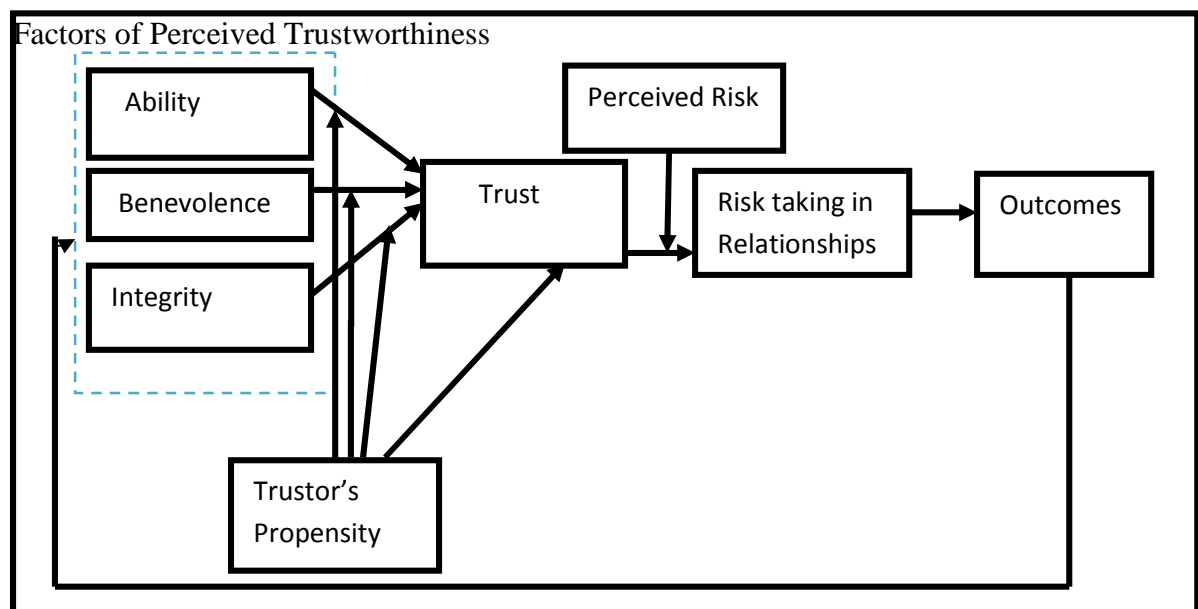 Factors of Perceived Trustworthiness
Ability
Benevolence
Integrity
Trust
Perceived Risk
Risk taking in
Relationships
Outcomes
Trustor’s
Propensity